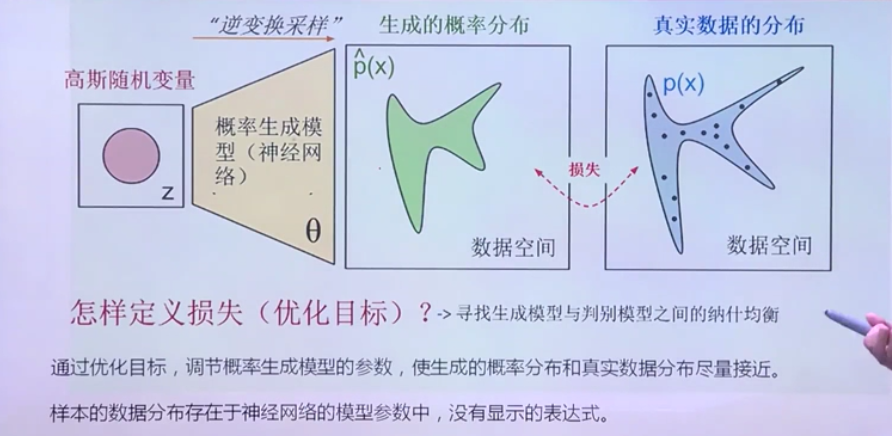 “逆变换采样”
生成的概率分布
真实数据的分布
高斯随机变量
p̂(x)
p(x)
概率生成模
型（神经网
络）
损失
z
θ
数据空间
数据空间
怎样定义损失（优化目标）？-> 寻找生成模型与判别模型之间的纳什均衡
通过优化目标，调节概率生成模型的参数，使生成的概率分布和真实数据分布尽量接近。
样本的数据分布存在于神经网络的模型参数中，没有显示的表达式。